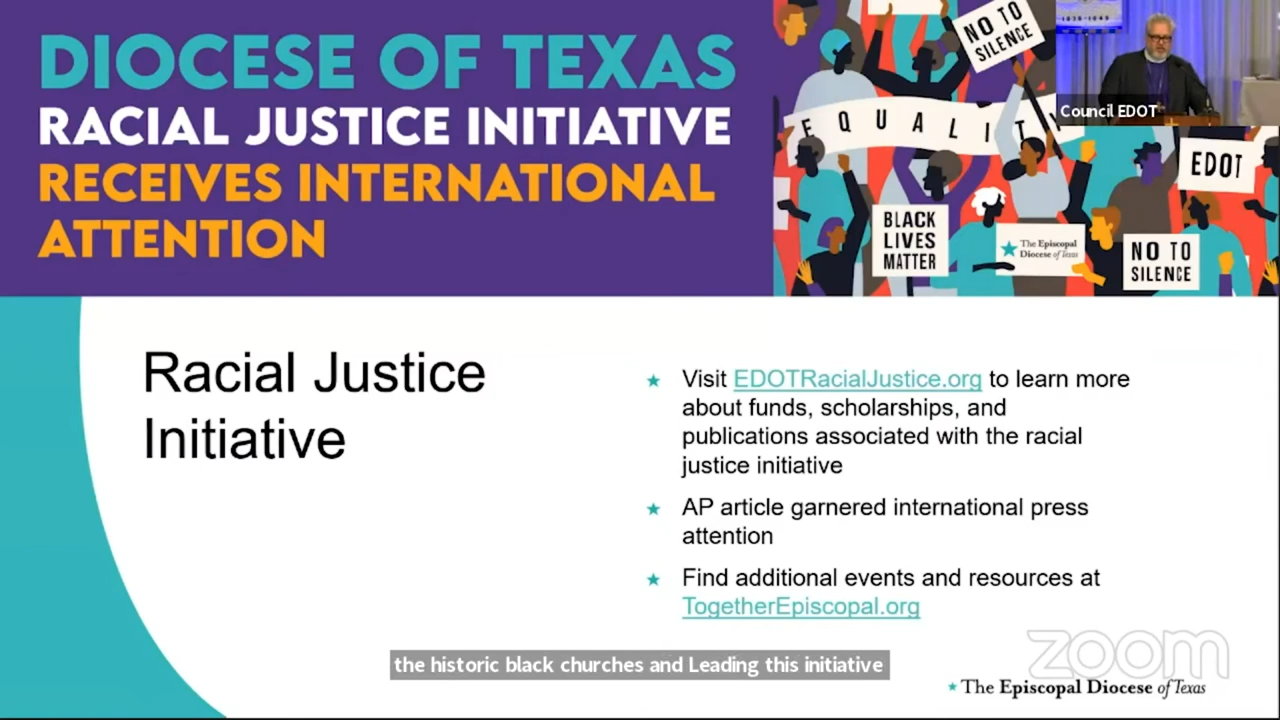 DIOCESE OF TEXAS
RACIAL JUSTICE INITIATIVE
RECEIVES INTERNATIONAL
ATTENTION
NO TO
SILENCE
1838-1849
Council EDOT
EQUALIT
EDOT
BLACK
LIVES
MATTER
The Episcopal
Diocese of Texas
NO TO
SILENCE
Racial Justice
Initiative
Visit EDOTRacialJustice.org to learn more
about funds, scholarships, and
publications associated with the racial
justice initiative
AP article garnered international press
attention
Find additional events and resources at
TogetherEpiscopal.org
the historic black churches and Leading this initiative
zoom
The Episcopal Diocese of Texas